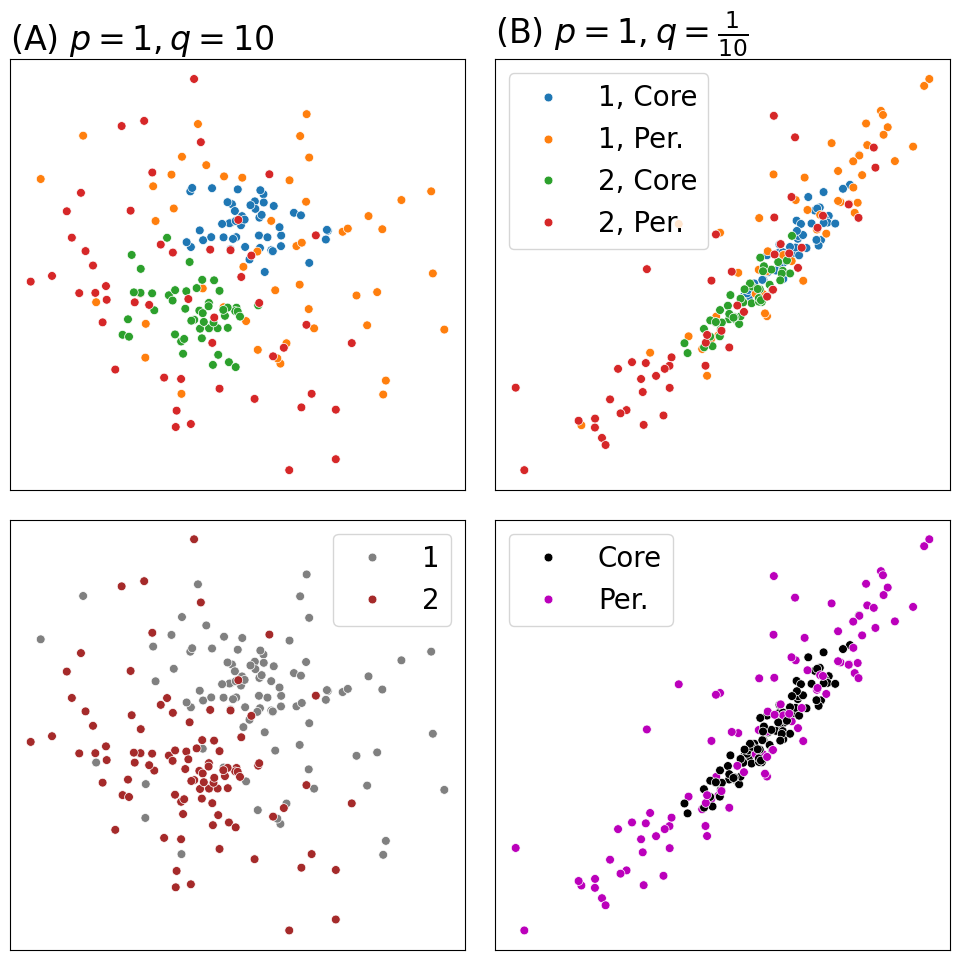 (A) p = 1, q = 10
(B) p = 1, q = 1/10
1, Core
1, Per.
2, Core
2, Per.
1
2
Core
Per.